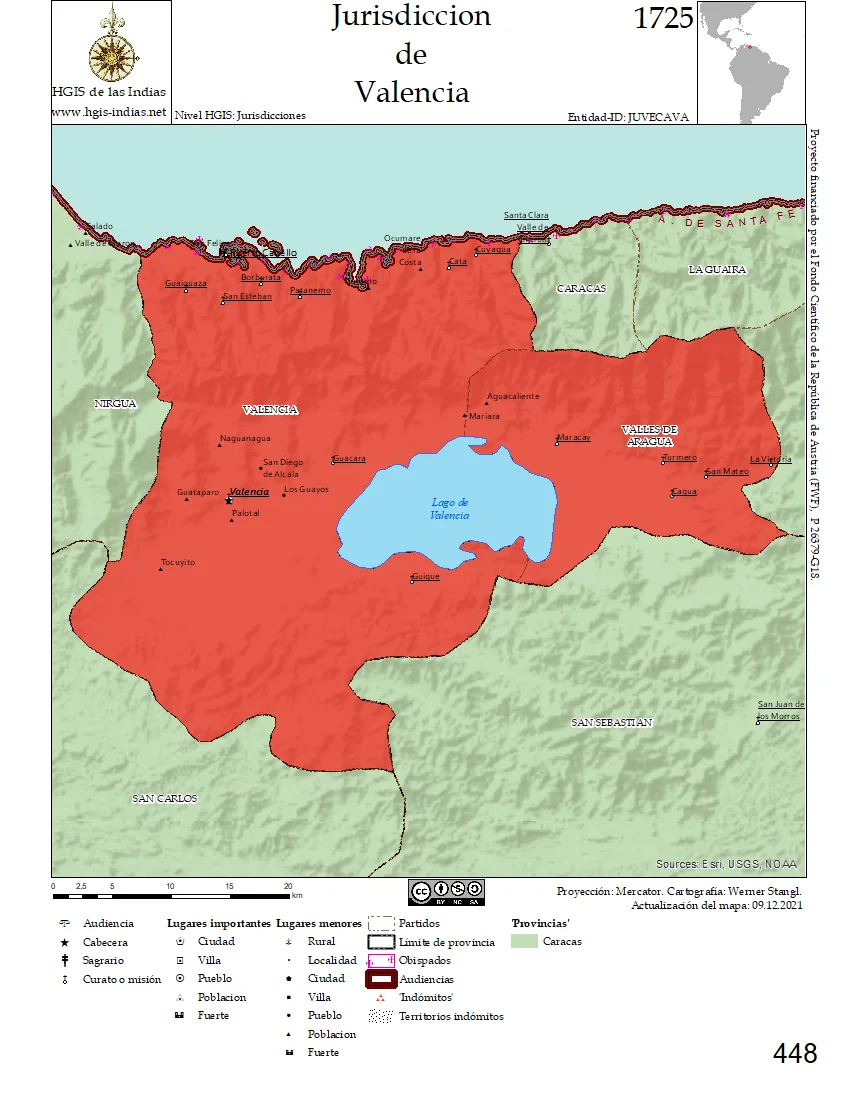 HGIS de las Indias
www.hgis-indias.net
Jurisdiccion
de
Valencia
1725
Nivel HGIS: Jurisdicciones
Entidad-ID: JUVECAVA
Proyecto financiado por el Fondo Científico de la República de Austria (FWF), P 26379-G18.
A. DE SANTA FE
Santa Clara
Valle de
Ocumare
Costa
Cata
Cuyagua
LA GUAIRA
CARACAS
Borburata
Guaiguaza
San Esteban
Patanemo
NIRGUA
VALENCIA
Aguacaliente
Mariara
VALLES DE
ARAGUA
Naguanagua
Maracay
Guacara
San Diego
de Alcala
Turmero
La Victoria
San Mateo
Cagua
Guataparo
Valencia
Los Guayos
Palotal
Lago de
Valencia
Tocuyito
Guigue
San Juan de
los Morros
SAN SEBASTIAN
SAN CARLOS
Sources: Esri, USGS, NOAA
0 2,5 5 10 15 20
km
CC BY NC SA
Proyección: Mercator. Cartografía: Werner Stangl.
Actualización del mapa: 09.12.2021
Audiencia
Cabecera
Sagrario
Curato o misión
Lugares importantes
Ciudad
Villa
Pueblo
Poblacion
Fuerte
Lugares menores
Rural
Localidad
Ciudad
Villa
Pueblo
Poblacion
Fuerte
Partidos
Límite de provincia
Obispados
Audiencias
'Indómitos'
Territorios indómitos
'Provincias'
Caracas
448